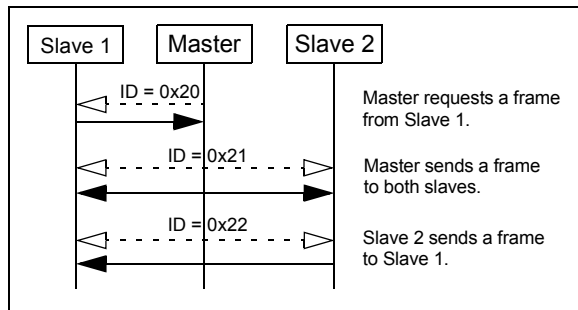 Slave 1
Master
Slave 2
ID = 0x20
Master requests a frame
from Slave 1.
ID = 0x21
Master sends a frame
to both slaves.
ID = 0x22
Slave 2 sends a frame
to Slave 1.